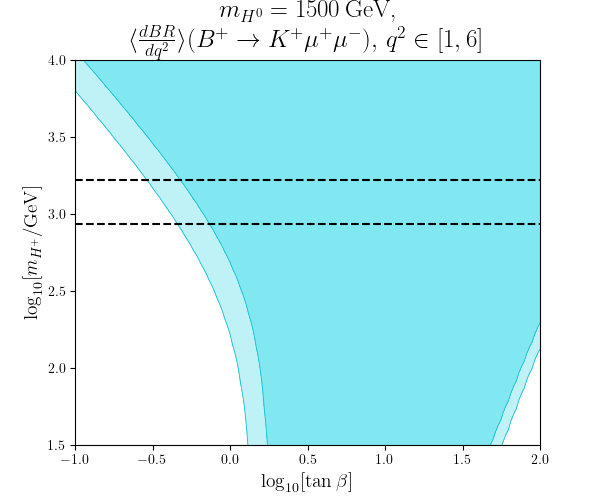 m_{H^0} = 1500 GeV,
⟨dBR/dq²⟩(B⁺ → K⁺μ⁺μ⁻), q² ∈ [1, 6]
4.0
3.5
3.0
2.5
2.0
1.5
log₁₀[m_{H⁺}/GeV]
−1.0 −0.5 0.0 0.5 1.0 1.5 2.0
log₁₀[tan β]